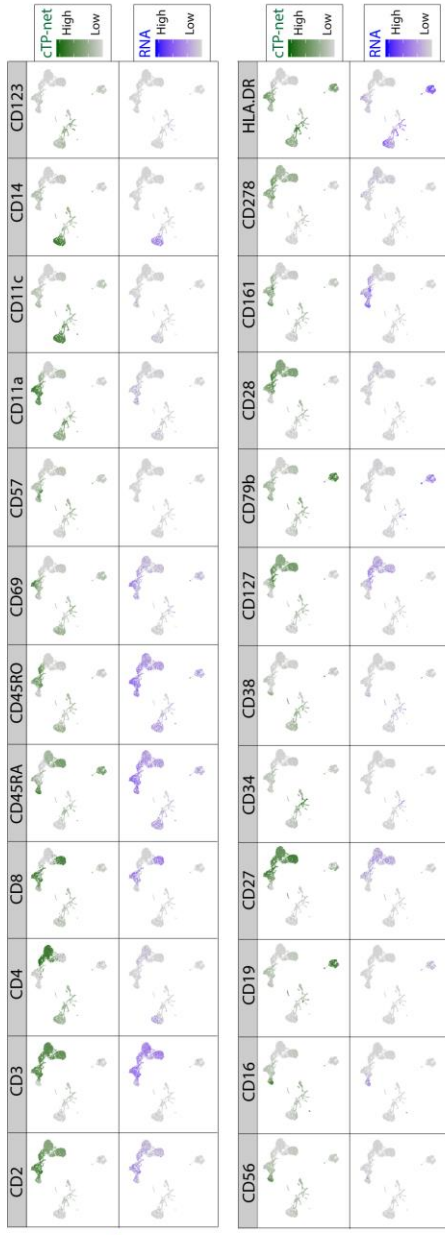 CD2 CD3 CD4 CD8 CD45RA CD45RO CD69 CD57 CD11a CD11c CD14 CD123
cTP-net
High
Low
RNA
High
Low
CD56 CD16 CD19 CD27 CD34 CD38 CD127 CD79b CD28 CD161 CD278 HLA.DR
cTP-net
High
Low
RNA
High
Low